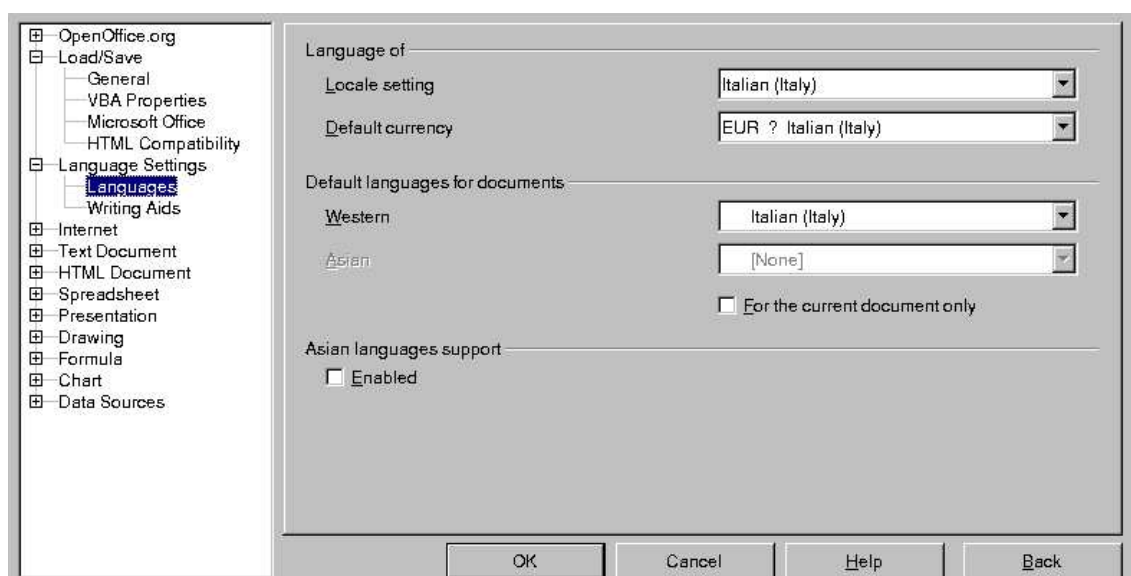 OpenOffice.org
Load/Save
General
VBA Properties
Microsoft Office
HTML Compatibility
Language Settings
Languages
Writing Aids
Internet
Text Document
HTML Document
Spreadsheet
Presentation
Drawing
Formula
Chart
Data Sources
Language of
Locale setting Italian (Italy)
Default currency EUR ? Italian (Italy)
Default languages for documents
Western Italian (Italy)
Asian [None]
For the current document only
Asian languages support
Enabled
OK Cancel Help Back